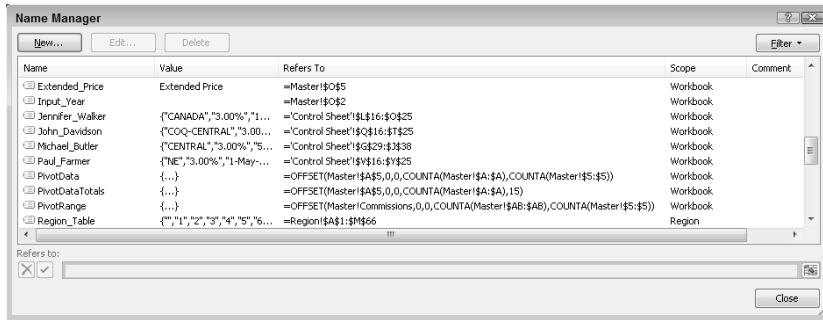 Name Manager
New... Edit... Delete Filter
Name Value Refers To Scope Comment
Extended_Price Extended Price =Master!$O$5 Workbook
Input_Year =Master!$O$2 Workbook
Jennifer_Walker {"CANADA","3.00%","1... ='Control Sheet'!$L$16:$O$25 Workbook
John_Davidson {"COQ-CENTRAL","3.00... ='Control Sheet'!$Q$16:$T$25 Workbook
Michael_Butler {"CENTRAL","3.00%","5... ='Control Sheet'!$G$29:$J$38 Workbook
Paul_Farmer {"NE","3.00%","1-May-... ='Control Sheet'!$V$16:$Y$25 Workbook
PivotData {...} =OFFSET(Master!$A$5,0,0,COUNTA(Master!$A:$A),COUNTA(Master!$5:$5)) Workbook
PivotDataTotals {...} =OFFSET(Master!$A$5,0,0,COUNTA(Master!$A:$A),15) Workbook
PivotRange {...} =OFFSET(Master!Commissions,0,0,COUNTA(Master!$AB:$AB),COUNTA(Master!$5:$5)) Workbook
Region_Table {"","1","2","3","4","5","6... =Region!$A$1:$M$66 Region
Refers to:
Close